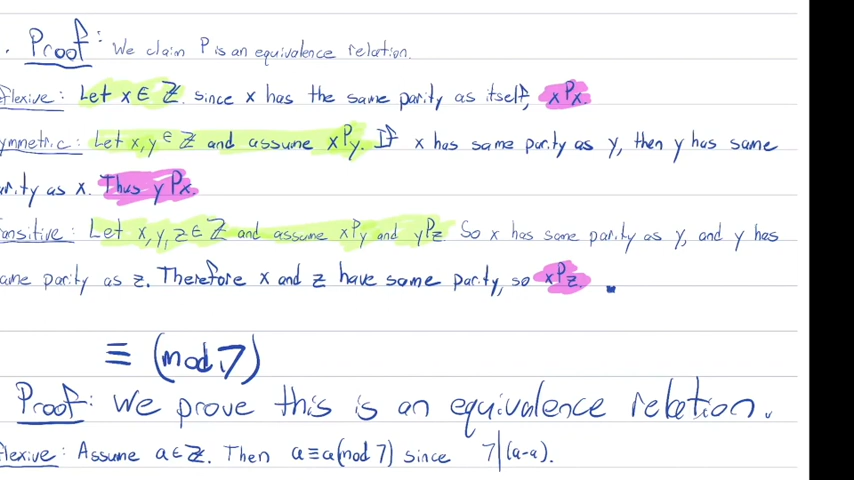 . Proof: We claim P is an equivalence relation.
flexive: Let x ∈ ℤ. since x has the same parity as itself, xPx.
ymmetric: Let x, y ∈ ℤ and assume xPy. If x has same parity as y, then y has same
arity as x. Thus yPx.
ansitive: Let x, y, z ∈ ℤ and assume xPy and yPz. So x has same parity as y, and y has
ame parity as z. Therefore x and z have same parity, so xPz. ▪
≡ (mod 7)
Proof: We prove this is an equivalence relation.
flexive: Assume a ∈ ℤ. Then a ≡ a (mod 7) since 7 | (a-a).